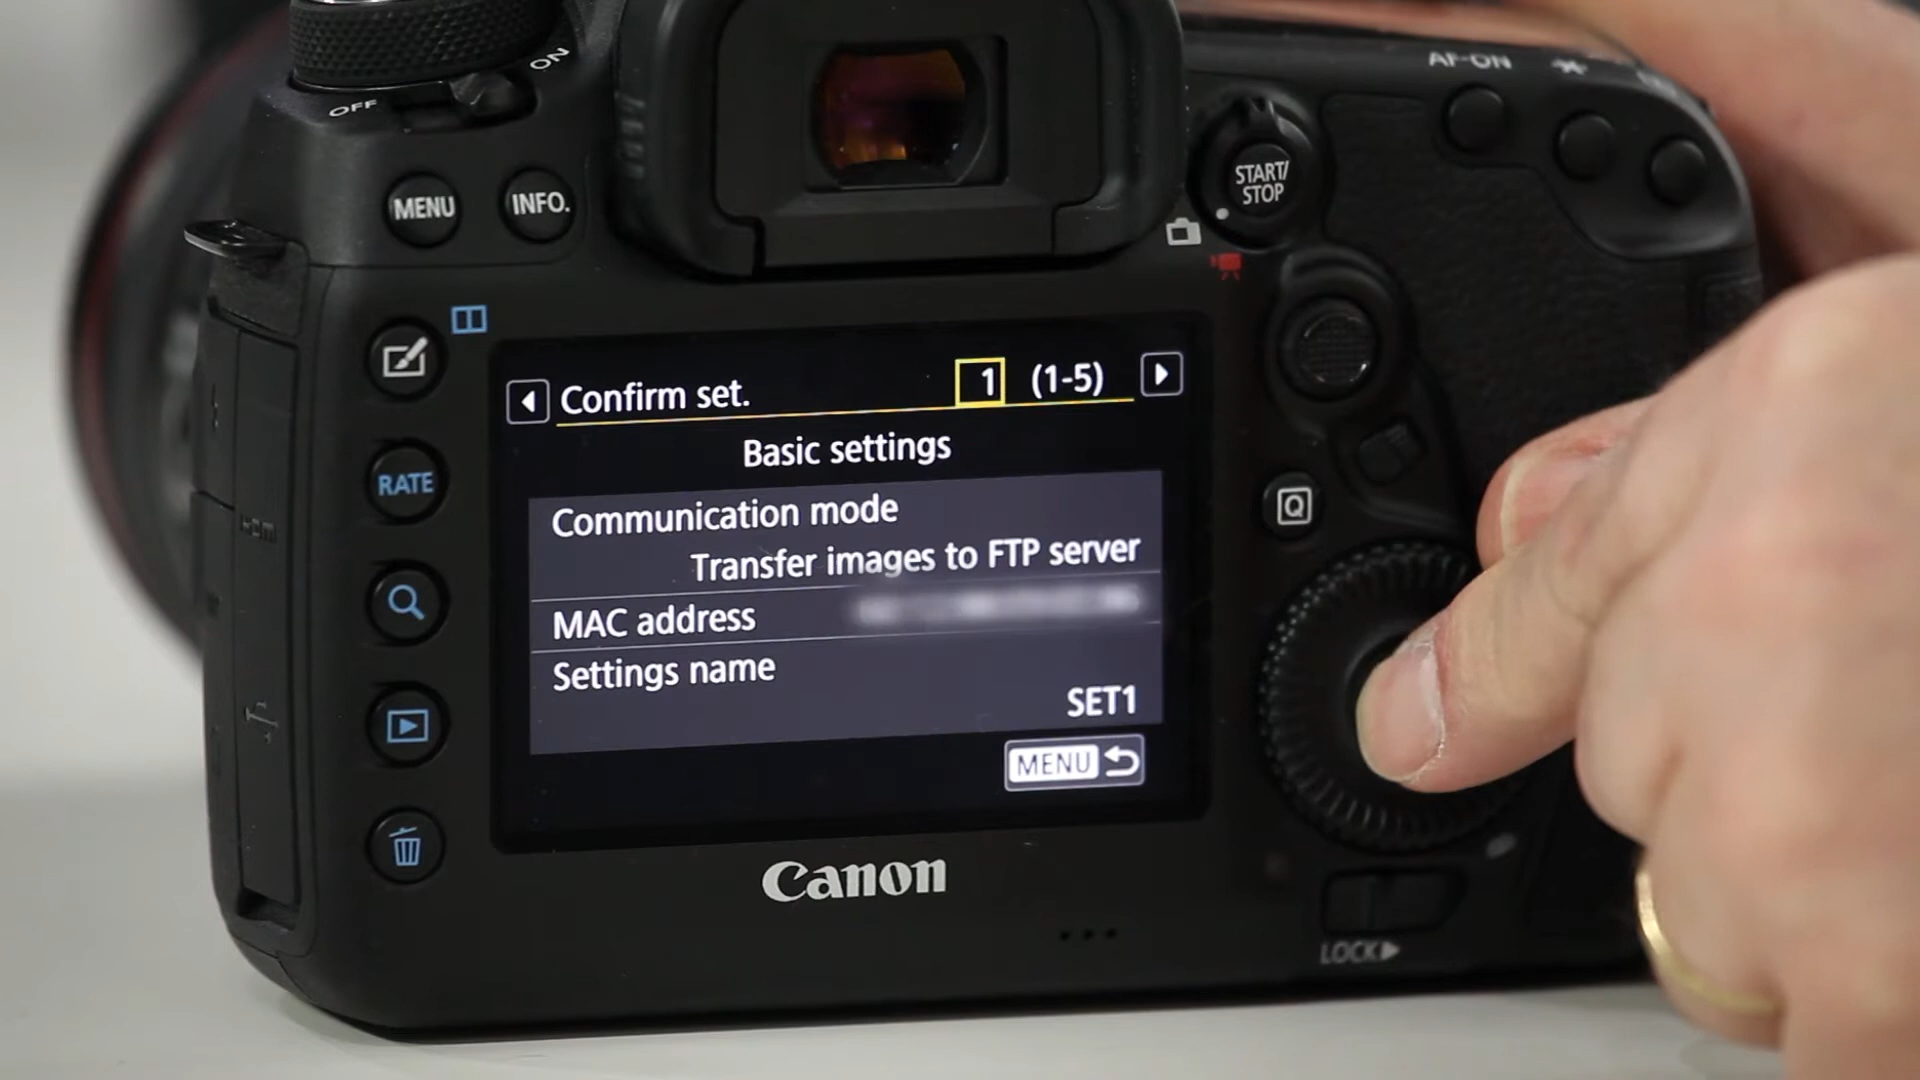 ON
OFF
AF-ON
MENU
INFO.
START/
STOP
RATE
Confirm set. 1 (1-5)
Basic settings
Communication mode
Transfer images to FTP server
MAC address
Settings name
SET1
MENU
Q
Canon
LOCK